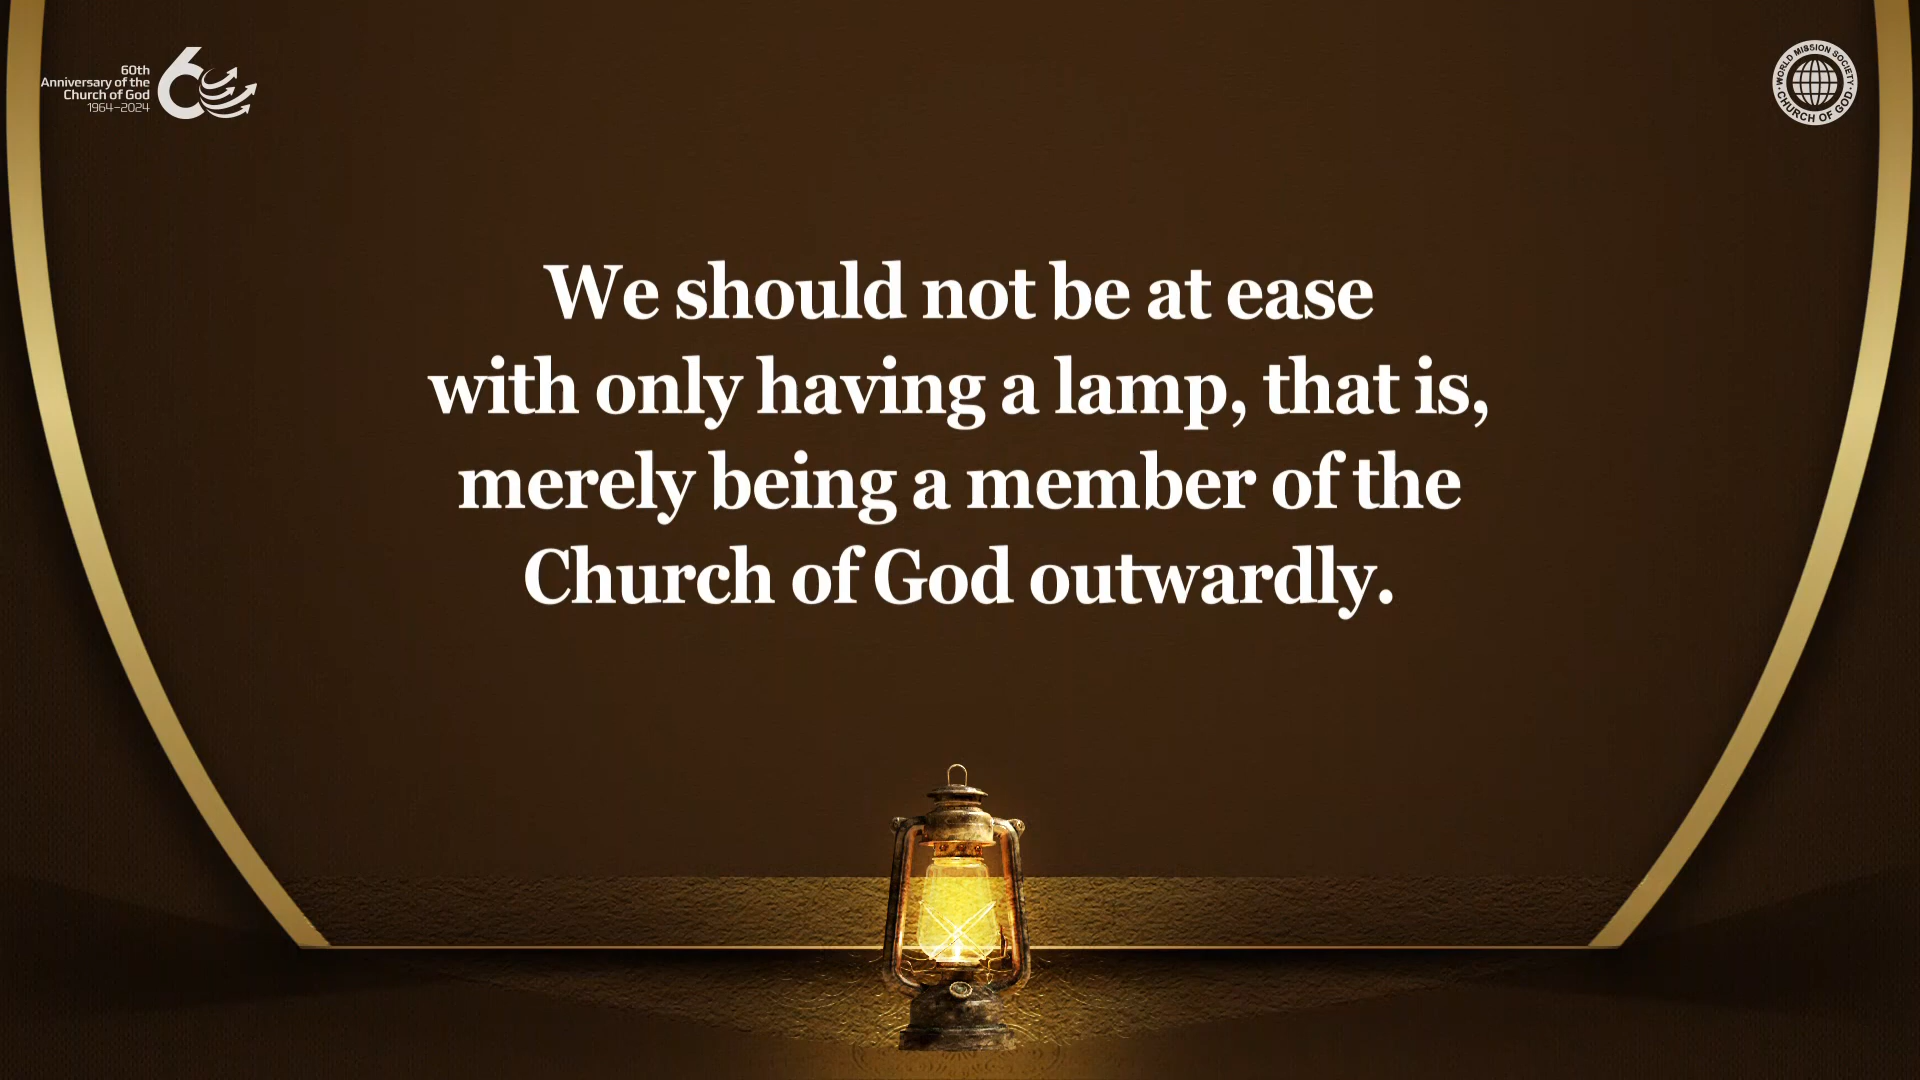 60th
Anniversary of the
Church of God
1964–2024
60
WORLD MISSION SOCIETY
CHURCH OF GOD
We should not be at ease
with only having a lamp, that is,
merely being a member of the
Church of God outwardly.